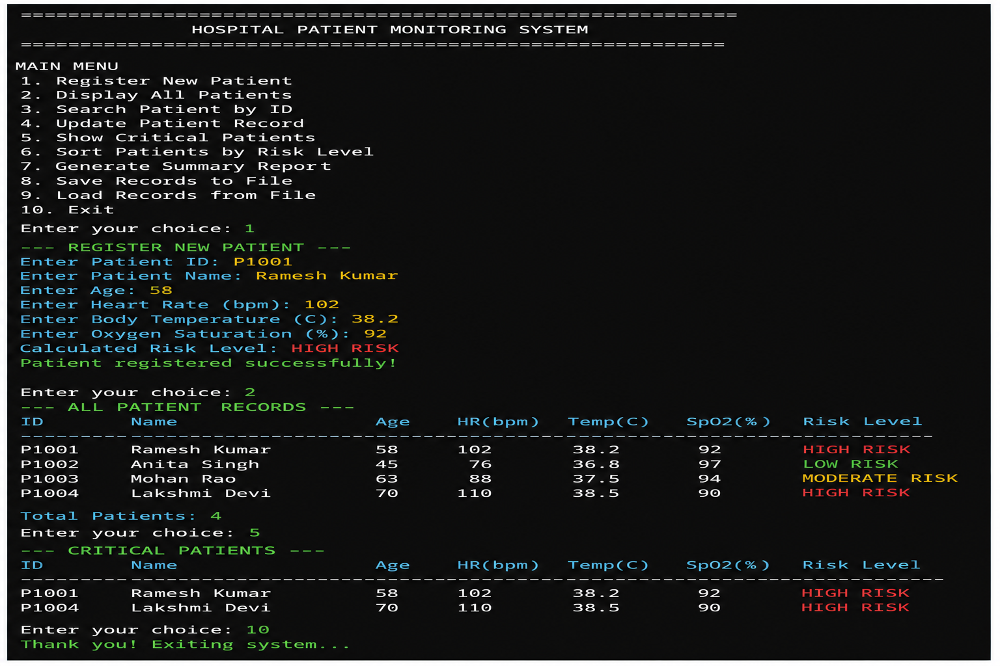 ============================================================
HOSPITAL PATIENT MONITORING SYSTEM
===========================================================
MAIN MENU
1. Register New Patient
2. Display All Patients
3. Search Patient by ID
4. Update Patient Record
5. Show Critical Patients
6. Sort Patients by Risk Level
7. Generate Summary Report
8. Save Records to File
9. Load Records from File
10. Exit
Enter your choice: 1
--- REGISTER NEW PATIENT ---
Enter Patient ID: P1001
Enter Patient Name: Ramesh Kumar
Enter Age: 58
Enter Heart Rate (bpm): 102
Enter Body Temperature (C): 38.2
Enter Oxygen Saturation (%): 92
Calculated Risk Level: HIGH RISK
Patient registered successfully!
Enter your choice: 2
--- ALL PATIENT RECORDS ---
ID Name Age HR(bpm) Temp(C) SpO2(%) Risk Level
------------------------------------------------------------------------------
P1001 Ramesh Kumar 58 102 38.2 92 HIGH RISK
P1002 Anita Singh 45 76 36.8 97 LOW RISK
P1003 Mohan Rao 63 88 37.5 94 MODERATE RISK
P1004 Lakshmi Devi 70 110 38.5 90 HIGH RISK
Total Patients: 4
Enter your choice: 5
--- CRITICAL PATIENTS ---
ID Name Age HR(bpm) Temp(C) SpO2(%) Risk Level
-------------------------------------------------------------------------------
P1001 Ramesh Kumar 58 102 38.2 92 HIGH RISK
P1004 Lakshmi Devi 70 110 38.5 90 HIGH RISK
Enter your choice: 10
Thank you! Exiting system...